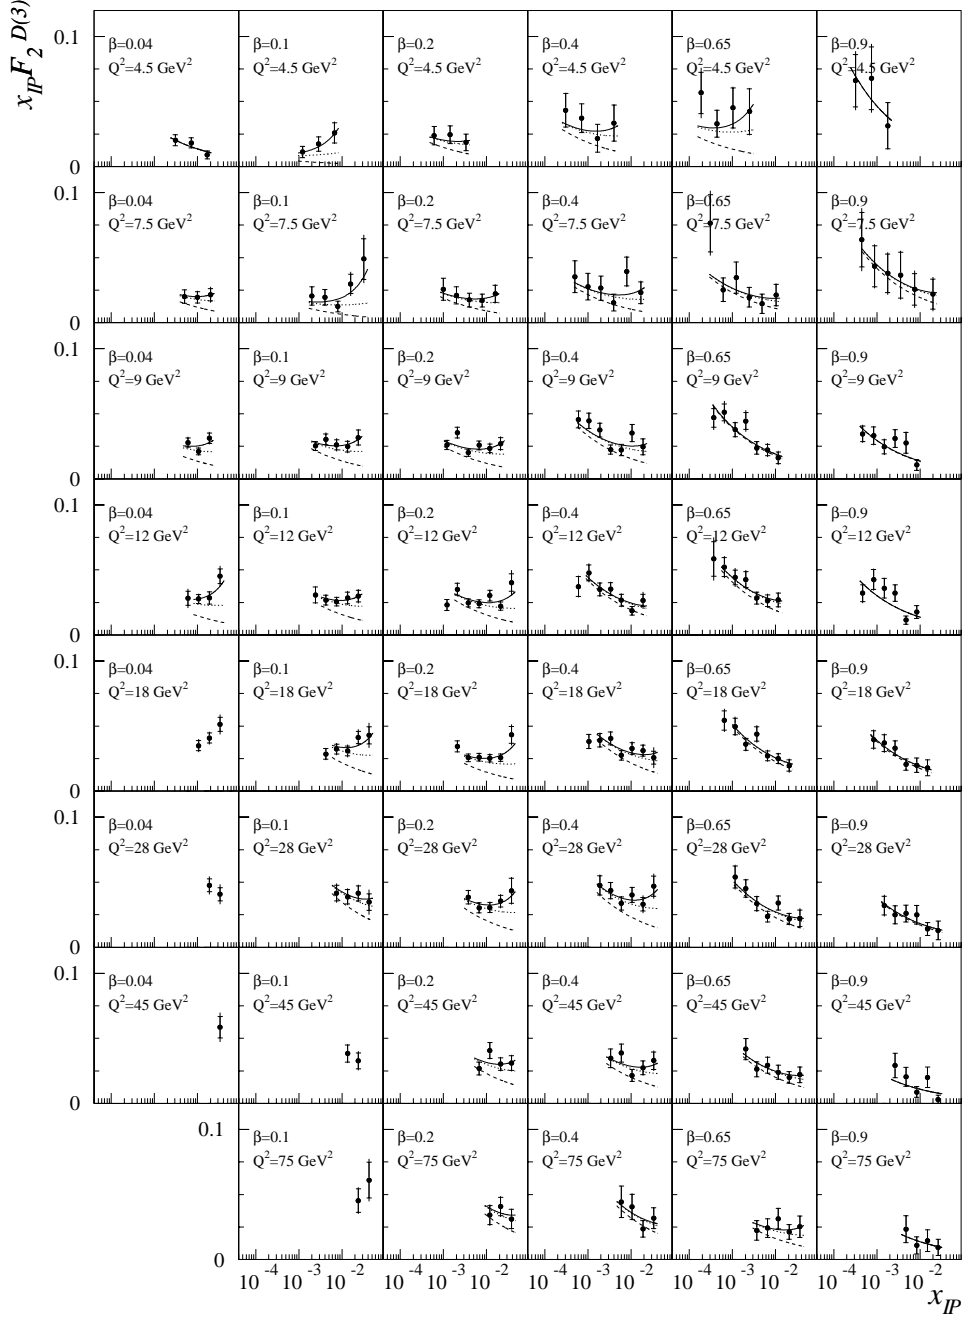 x_IP F_2^D(3)
0.1
β=0.04 β=0.1 β=0.2 β=0.4 β=0.65 β=0.9
Q²=4.5 GeV² Q²=4.5 GeV² Q²=4.5 GeV² Q²=4.5 GeV² Q²=4.5 GeV² Q²=4.5 GeV²
0
0.1
β=0.04 β=0.1 β=0.2 β=0.4 β=0.65 β=0.9
Q²=7.5 GeV² Q²=7.5 GeV² Q²=7.5 GeV² Q²=7.5 GeV² Q²=7.5 GeV² Q²=7.5 GeV²
0
0.1
β=0.04 β=0.1 β=0.2 β=0.4 β=0.65 β=0.9
Q²=9 GeV² Q²=9 GeV² Q²=9 GeV² Q²=9 GeV² Q²=9 GeV² Q²=9 GeV²
0
0.1
β=0.04 β=0.1 β=0.2 β=0.4 β=0.65 β=0.9
Q²=12 GeV² Q²=12 GeV² Q²=12 GeV² Q²=12 GeV² Q²=12 GeV² Q²=12 GeV²
0
0.1
β=0.04 β=0.1 β=0.2 β=0.4 β=0.65 β=0.9
Q²=18 GeV² Q²=18 GeV² Q²=18 GeV² Q²=18 GeV² Q²=18 GeV² Q²=18 GeV²
0
0.1
β=0.04 β=0.1 β=0.2 β=0.4 β=0.65 β=0.9
Q²=28 GeV² Q²=28 GeV² Q²=28 GeV² Q²=28 GeV² Q²=28 GeV² Q²=28 GeV²
0
0.1
β=0.04 β=0.1 β=0.2 β=0.4 β=0.65 β=0.9
Q²=45 GeV² Q²=45 GeV² Q²=45 GeV² Q²=45 GeV² Q²=45 GeV² Q²=45 GeV²
0
0.1
β=0.1 β=0.2 β=0.4 β=0.65 β=0.9
Q²=75 GeV² Q²=75 GeV² Q²=75 GeV² Q²=75 GeV² Q²=75 GeV²
0
10⁻⁴ 10⁻³ 10⁻² 10⁻⁴ 10⁻³ 10⁻² 10⁻⁴ 10⁻³ 10⁻² 10⁻⁴ 10⁻³ 10⁻² 10⁻⁴ 10⁻³ 10⁻²
x_IP